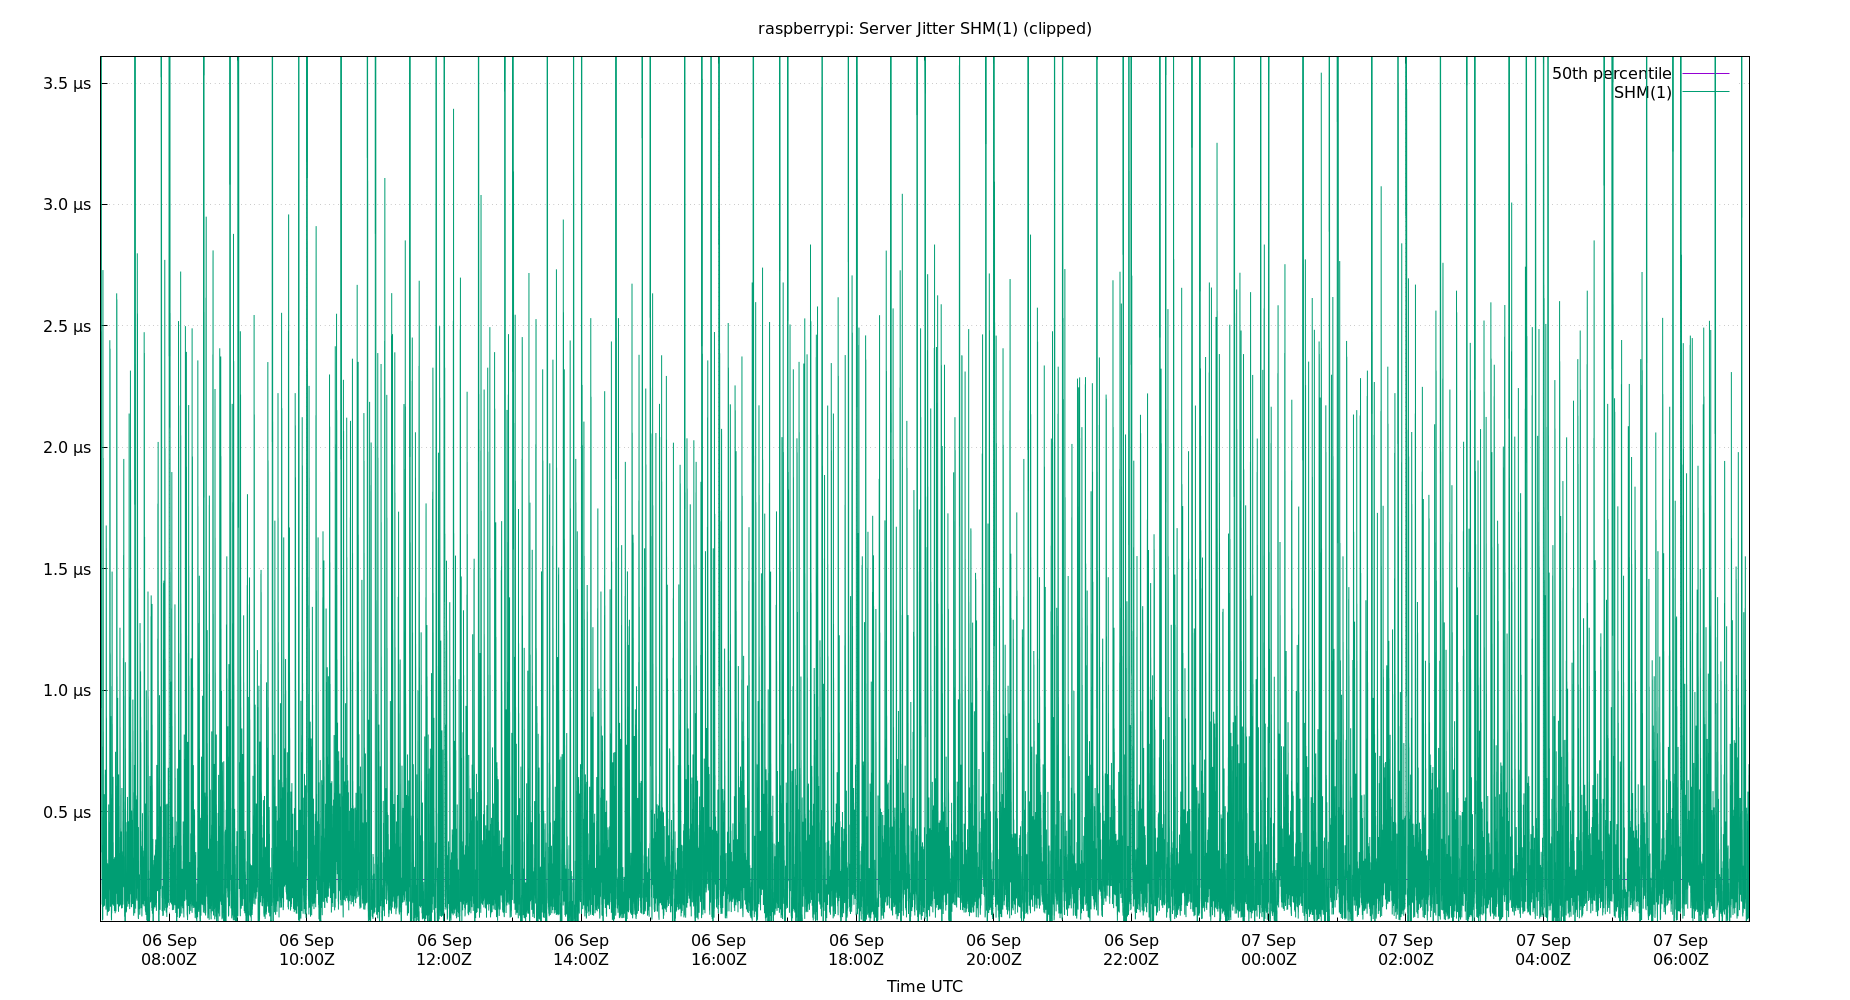 raspberrypi: Server Jitter SHM(1) (clipped)
50th percentile
SHM(1)
3.5 µs
3.0 µs
2.5 µs
2.0 µs
1.5 µs
1.0 µs
0.5 µs
06 Sep 06 Sep 06 Sep 06 Sep 06 Sep 06 Sep 06 Sep 06 Sep 07 Sep 07 Sep 07 Sep 07 Sep
08:00Z 10:00Z 12:00Z 14:00Z 16:00Z 18:00Z 20:00Z 22:00Z 00:00Z 02:00Z 04:00Z 06:00Z
Time UTC